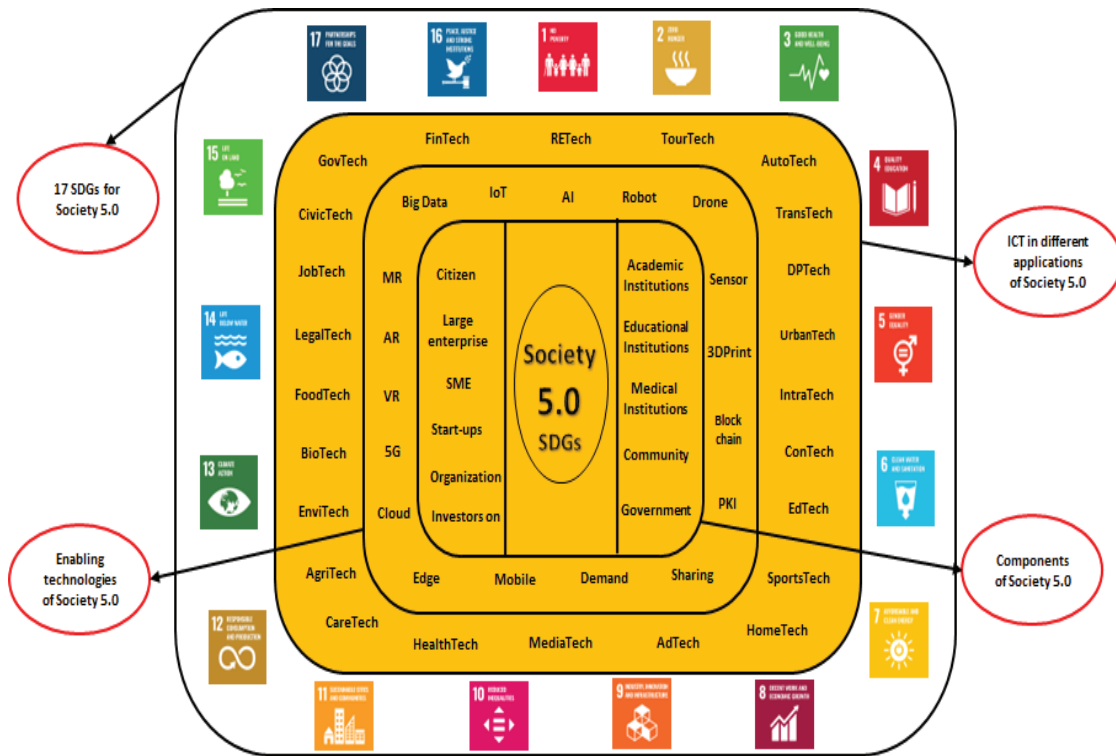 17 PARTNERSHIPS
FOR THE GOALS
16 PEACE, JUSTICE
AND STRONG
INSTITUTIONS
1 NO
POVERTY
2 ZERO
HUNGER
3 GOOD HEALTH
AND WELL-BEING
15 LIFE
ON LAND
4 QUALITY
EDUCATION
14 LIFE
BELOW WATER
5 GENDER
EQUALITY
13 CLIMATE
ACTION
6 CLEAN WATER
AND SANITATION
12 RESPONSIBLE
CONSUMPTION
AND PRODUCTION
7 AFFORDABLE AND
CLEAN ENERGY
11 SUSTAINABLE CITIES
AND COMMUNITIES
10 REDUCED
INEQUALITIES
9 INDUSTRY, INNOVATION
AND INFRASTRUCTURE
8 DECENT WORK AND
ECONOMIC GROWTH
17 SDGs for
Society 5.0
ICT in different
applications
of Society 5.0
Enabling
technologies
of Society 5.0
Components
of Society 5.0
GovTech
FinTech
RETech
TourTech
AutoTech
CivicTech
TransTech
JobTech
DPTech
LegalTech
UrbanTech
FoodTech
IntraTech
BioTech
ConTech
EnviTech
EdTech
AgriTech
SportsTech
CareTech
HealthTech
MediaTech
AdTech
HomeTech
Big Data
IoT
AI
Robot
Drone
MR
Sensor
AR
3DPrint
VR
Block
chain
5G
Cloud
PKI
Edge
Mobile
Demand
Sharing
Citizen
Large
enterprise
SME
Start-ups
Organization
Investors on
Society
5.0
SDGs
Academic
Institutions
Educational
Institutions
Medical
Institutions
Community
Government